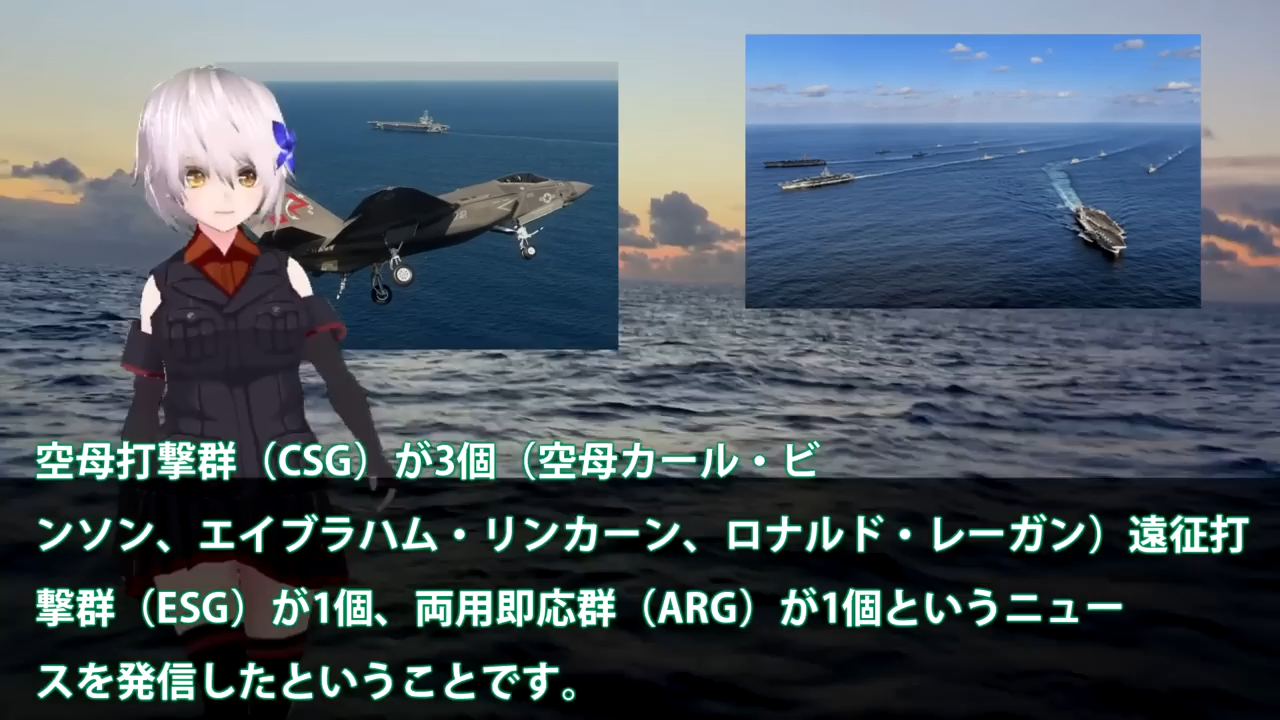 空母打撃群（CSG）が3個（空母カール・ビ
ンソン、エイブラハム・リンカーン、ロナルド・レーガン）遠征打
撃群（ESG）が1個、両用即応群（ARG）が1個というニュー
スを発信したということです。